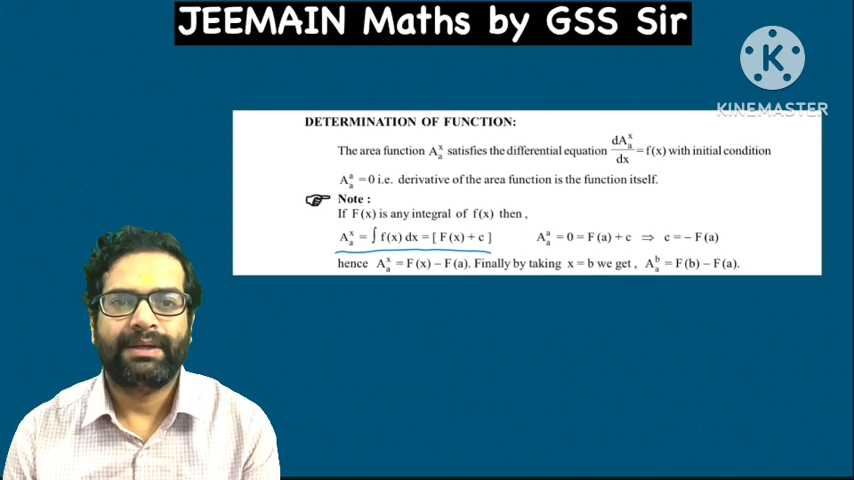 JEEMAIN Maths by GSS Sir
K
KINEMASTER
DETERMINATION OF FUNCTION:
The area function A_a^x satisfies the differential equation dA_a^x/dx = f(x) with initial condition
A_a^a = 0 i.e. derivative of the area function is the function itself.
Note :
If F(x) is any integral of f(x) then ,
A_a^x = ∫ f(x) dx = [ F(x) + c ] A_a^a = 0 = F(a) + c ⇒ c = – F(a)
hence A_a^x = F(x) – F(a). Finally by taking x = b we get , A_a^b = F(b) – F(a).